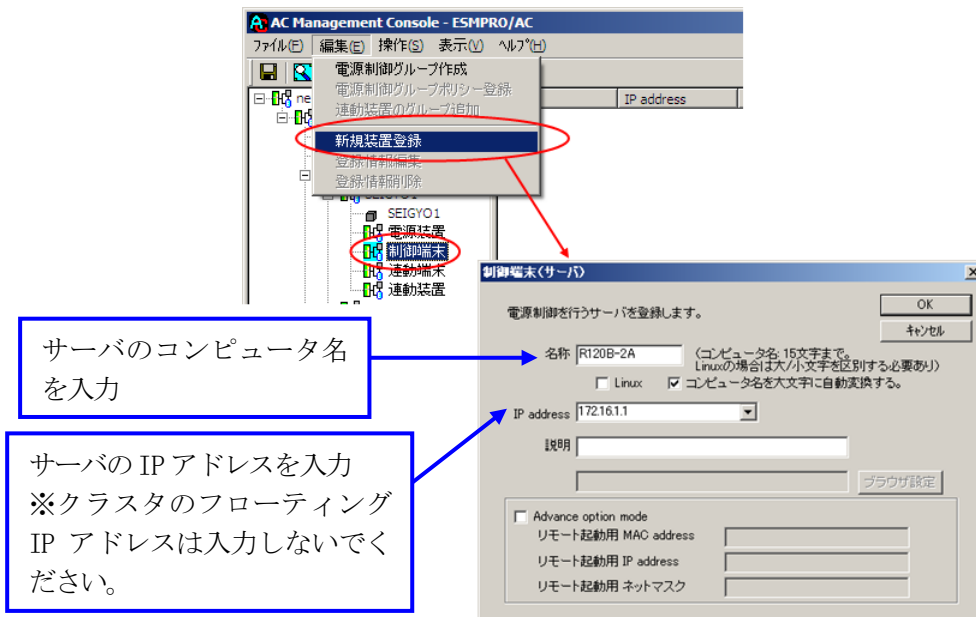 AC Management Console - ESMPRO/AC
ファイル(F) 編集(E) 操作(S) 表示(V) ヘルプ(H)
電源制御グループ作成
電源制御グループポリシー登録
連動装置のグループ追加
新規装置登録
登録情報編集
登録情報削除
IP address
ne
SEIGYO1
電源装置
制御端末
連動端末
連動装置
制御端末(サーバ)
電源制御を行うサーバを登録します。
OK
キャンセル
名称 R120B-2A (コンピュータ名: 15文字まで。
Linuxの場合は大/小文字を区別する必要あり)
Linux コンピュータ名を大文字に自動変換する。
IP address 172.16.1.1
説明
ブラウザ設定
Advance option mode
リモート起動用 MAC address
リモート起動用 IP address
リモート起動用 ネットマスク
サーバのコンピュータ名
を入力
サーバの IP アドレスを入力
※クラスタのフローティング
IP アドレスは入力しないでく
ださい。